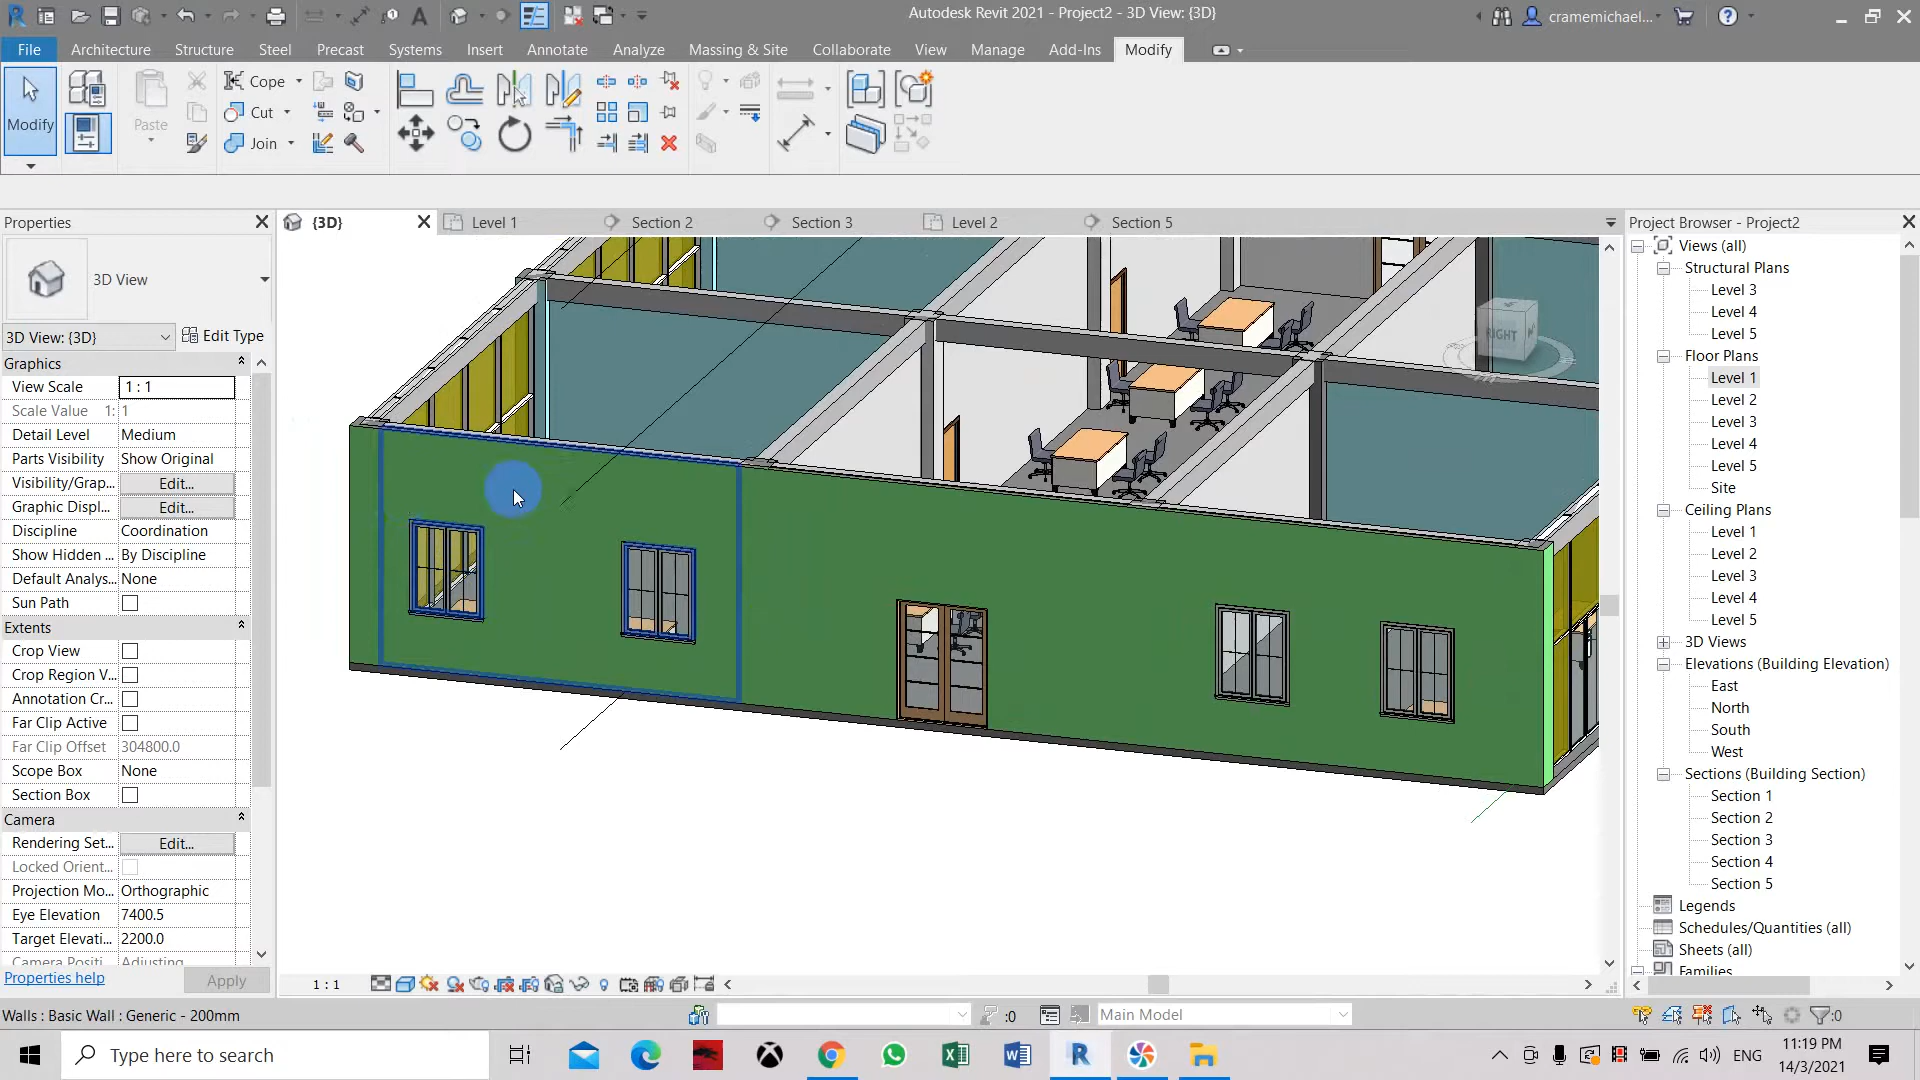 Autodesk Revit 2021 - Project2 - 3D View: {3D}
cramemichael...
File Architecture Structure Steel Precast Systems Insert Annotate Analyze Massing & Site Collaborate View Manage Add-Ins Modify
Modify
Paste
Cope
Cut
Join
Properties
{3D}
Level 1
Section 2
Section 3
Level 2
Section 5
Project Browser - Project2
3D View
3D View: {3D}
Edit Type
Graphics
View Scale 1 : 1
Scale Value 1: 1
Detail Level Medium
Parts Visibility Show Original
Visibility/Grap... Edit...
Graphic Displ... Edit...
Discipline Coordination
Show Hidden ... By Discipline
Default Analys... None
Sun Path
Extents
Crop View
Crop Region V...
Annotation Cr...
Far Clip Active
Far Clip Offset 304800.0
Scope Box None
Section Box
Camera
Rendering Set... Edit...
Locked Orient...
Projection Mo... Orthographic
Eye Elevation 7400.5
Target Elevati... 2200.0
Camera Positi... Adjusting
Properties help
Apply
RIGHT
Views (all)
Structural Plans
Level 3
Level 4
Level 5
Floor Plans
Level 1
Level 2
Level 3
Level 4
Level 5
Site
Ceiling Plans
Level 1
Level 2
Level 3
Level 4
Level 5
3D Views
Elevations (Building Elevation)
East
North
South
West
Sections (Building Section)
Section 1
Section 2
Section 3
Section 4
Section 5
Legends
Schedules/Quantities (all)
Sheets (all)
Families
1 : 1
Walls : Basic Wall : Generic - 200mm
:0
Main Model
:0
Type here to search
ENG
11:19 PM
14/3/2021